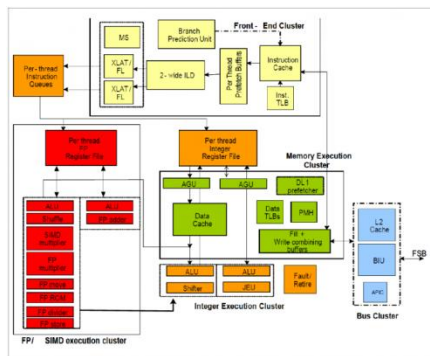 Front - End Cluster
MS
Branch
Prediction Unit
XLAT/
FL
XLAT/
FL
2- wide ILD
Per Thread
Prefetch Buffers
Instruction
Cache
Inst.
TLB
Per- thread
Instruction
Queues
Per thread
FP
Register File
Per thread
Integer
Register File
Memory Execution
Cluster
AGU
AGU
DL1
prefetcher
Data
Cache
Data
TLBs
PMH
Fill +
Write combining
buffers
L2
Cache
BIU
APIC
FSB
Bus Cluster
ALU
Shuffle
SIMD
multiplier
FP
multiplier
FP move
FP ROM
FP divider
FP store
ALU
FP adder
ALU
Shifter
ALU
JEU
Fault/
Retire
Integer Execution Cluster
FP/ SIMD execution cluster